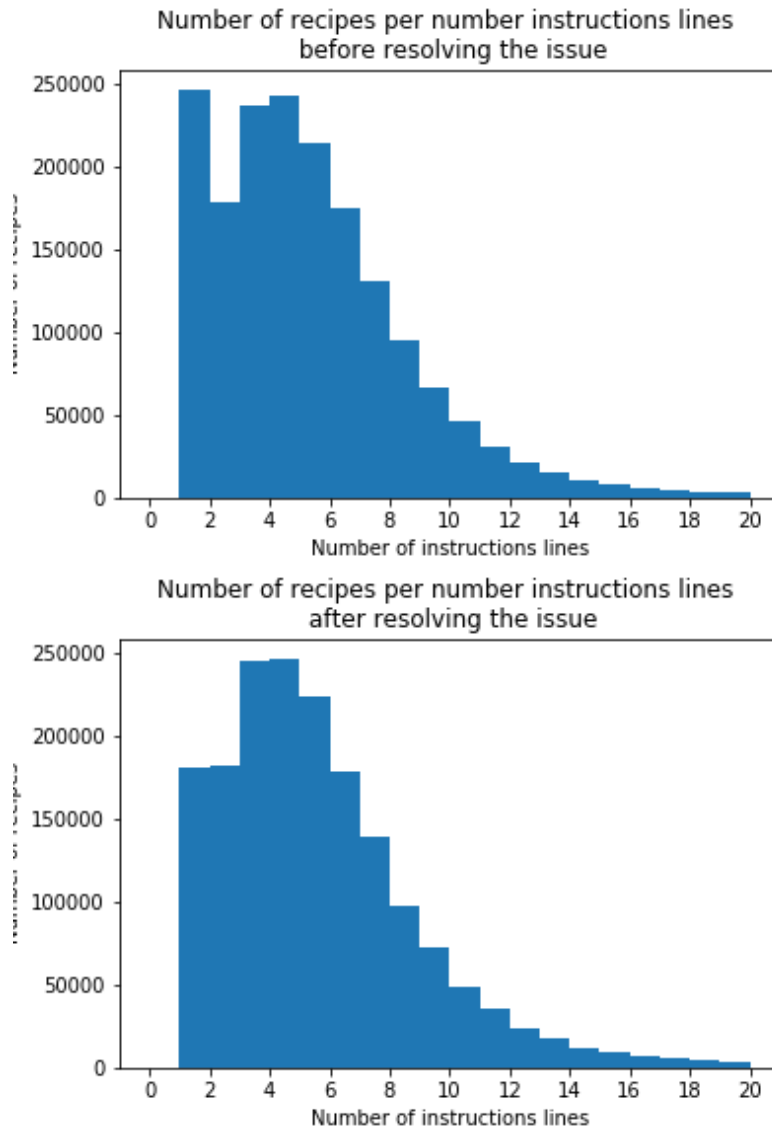 Number of recipes per number instructions lines
before resolving the issue
250000
200000
150000
100000
50000
0
0 2 4 6 8 10 12 14 16 18 20
Number of instructions lines
Number of recipes per number instructions lines
after resolving the issue
250000
200000
150000
100000
50000
0
0 2 4 6 8 10 12 14 16 18 20
Number of instructions lines